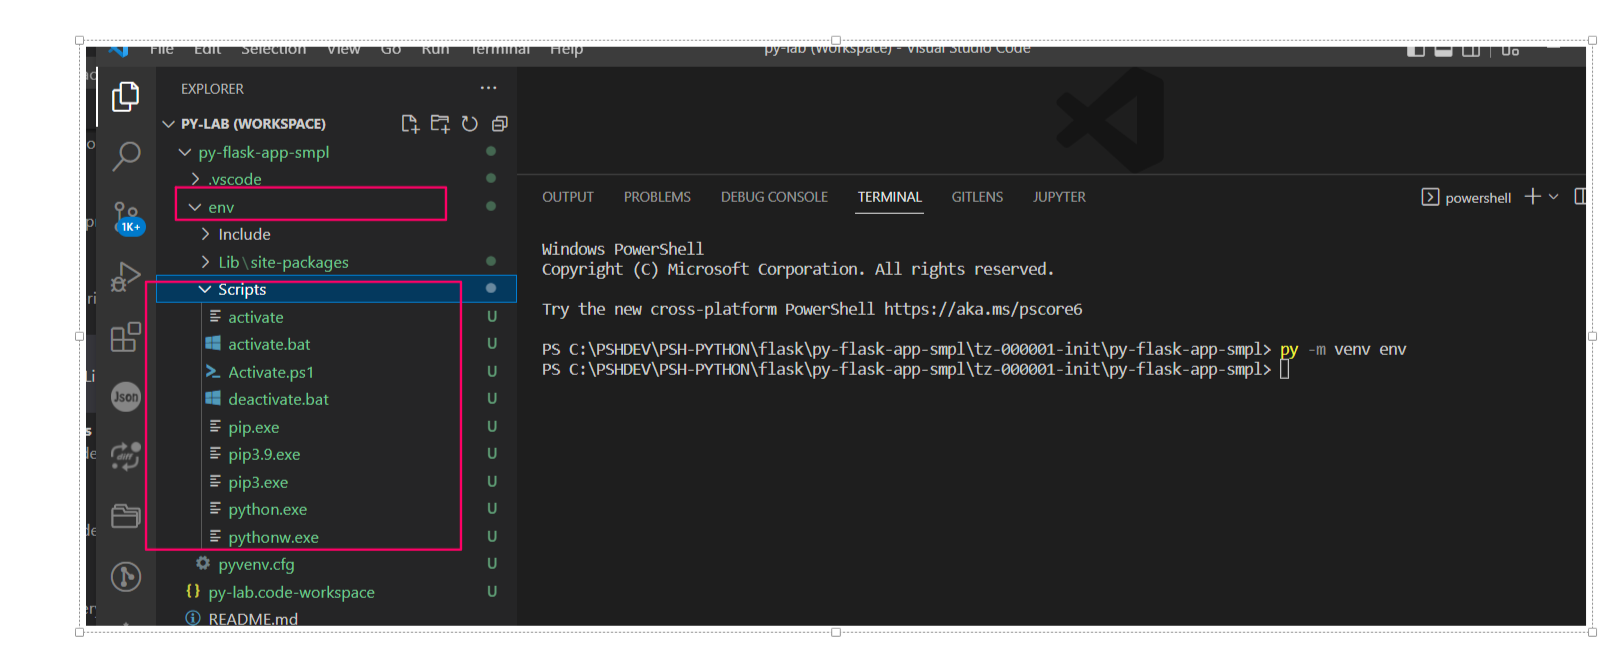 File Edit Selection View Go Run Terminal Help
py-lab (Workspace) - Visual Studio Code
EXPLORER
PY-LAB (WORKSPACE)
py-flask-app-smpl
.vscode
env
Include
Lib\site-packages
Scripts
activate U
activate.bat U
Activate.ps1 U
deactivate.bat U
pip.exe U
pip3.9.exe U
pip3.exe U
python.exe U
pythonw.exe U
pyvenv.cfg U
py-lab.code-workspace U
README.md
1K+
Json
diff
OUTPUT PROBLEMS DEBUG CONSOLE TERMINAL GITLENS JUPYTER
powershell
Windows PowerShell
Copyright (C) Microsoft Corporation. All rights reserved.
Try the new cross-platform PowerShell https://aka.ms/pscore6
PS C:\PSHDEV\PSH-PYTHON\flask\py-flask-app-smpl\tz-000001-init\py-flask-app-smpl> py -m venv env
PS C:\PSHDEV\PSH-PYTHON\flask\py-flask-app-smpl\tz-000001-init\py-flask-app-smpl>